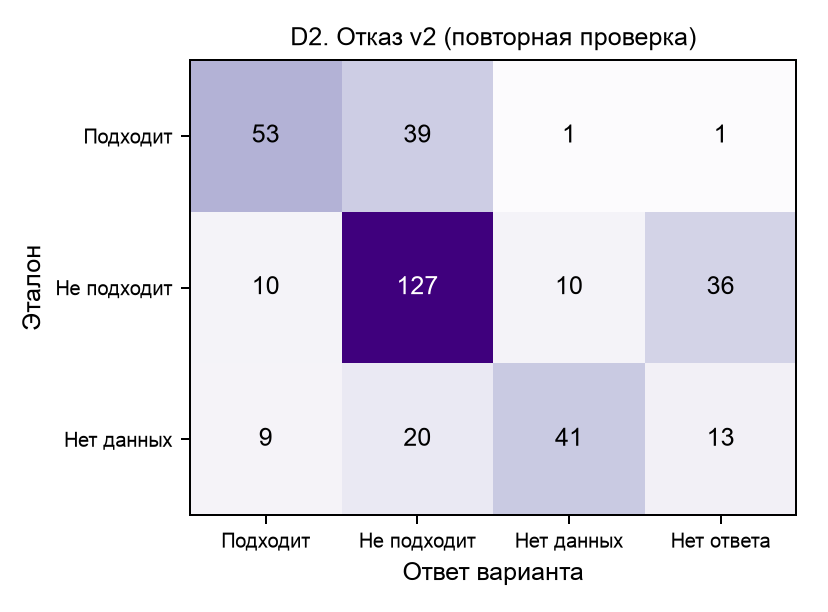 D2. Отказ v2 (повторная проверка)
Эталон
Подходит
53 39 1 1
Не подходит
10 127 10 36
Нет данных
9 20 41 13
Подходит Не подходит Нет данных Нет ответа
Ответ варианта